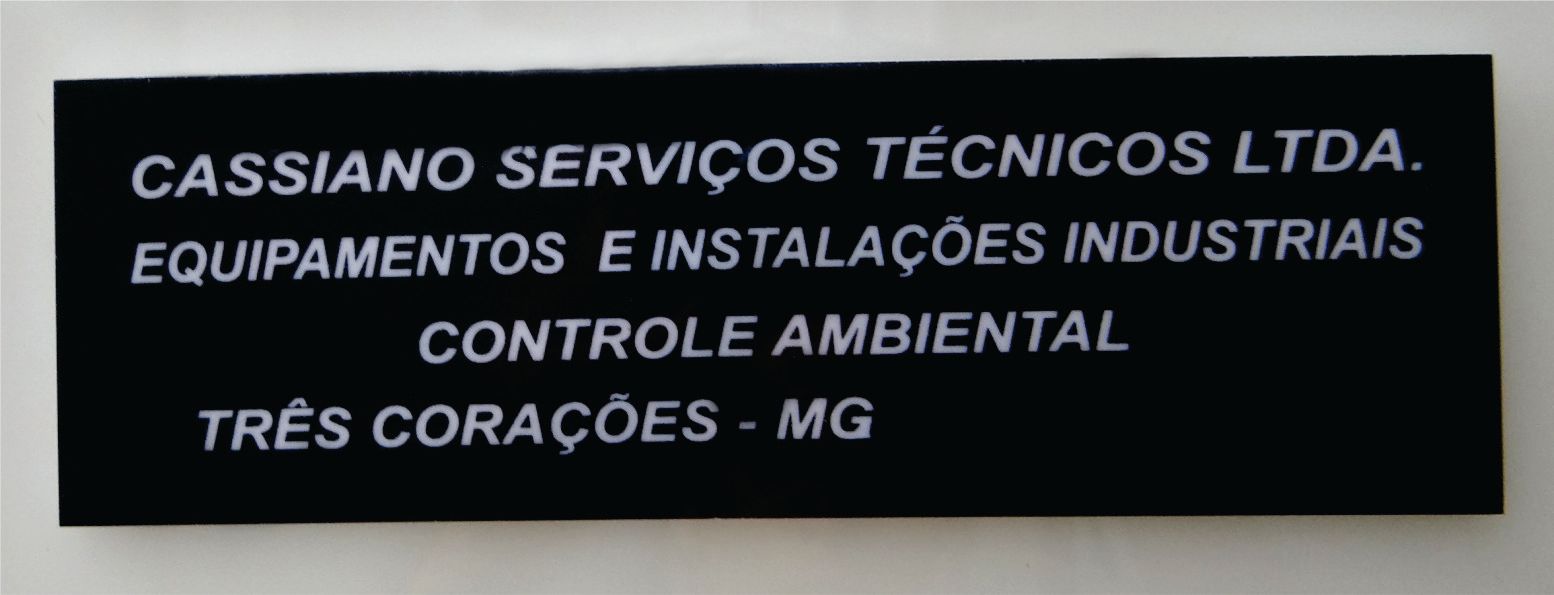 CASSIANO SERVIÇOS TÉCNICOS LTDA.
EQUIPAMENTOS E INSTALAÇÕES INDUSTRIAIS
CONTROLE AMBIENTAL
TRÊS CORAÇÕES - MG